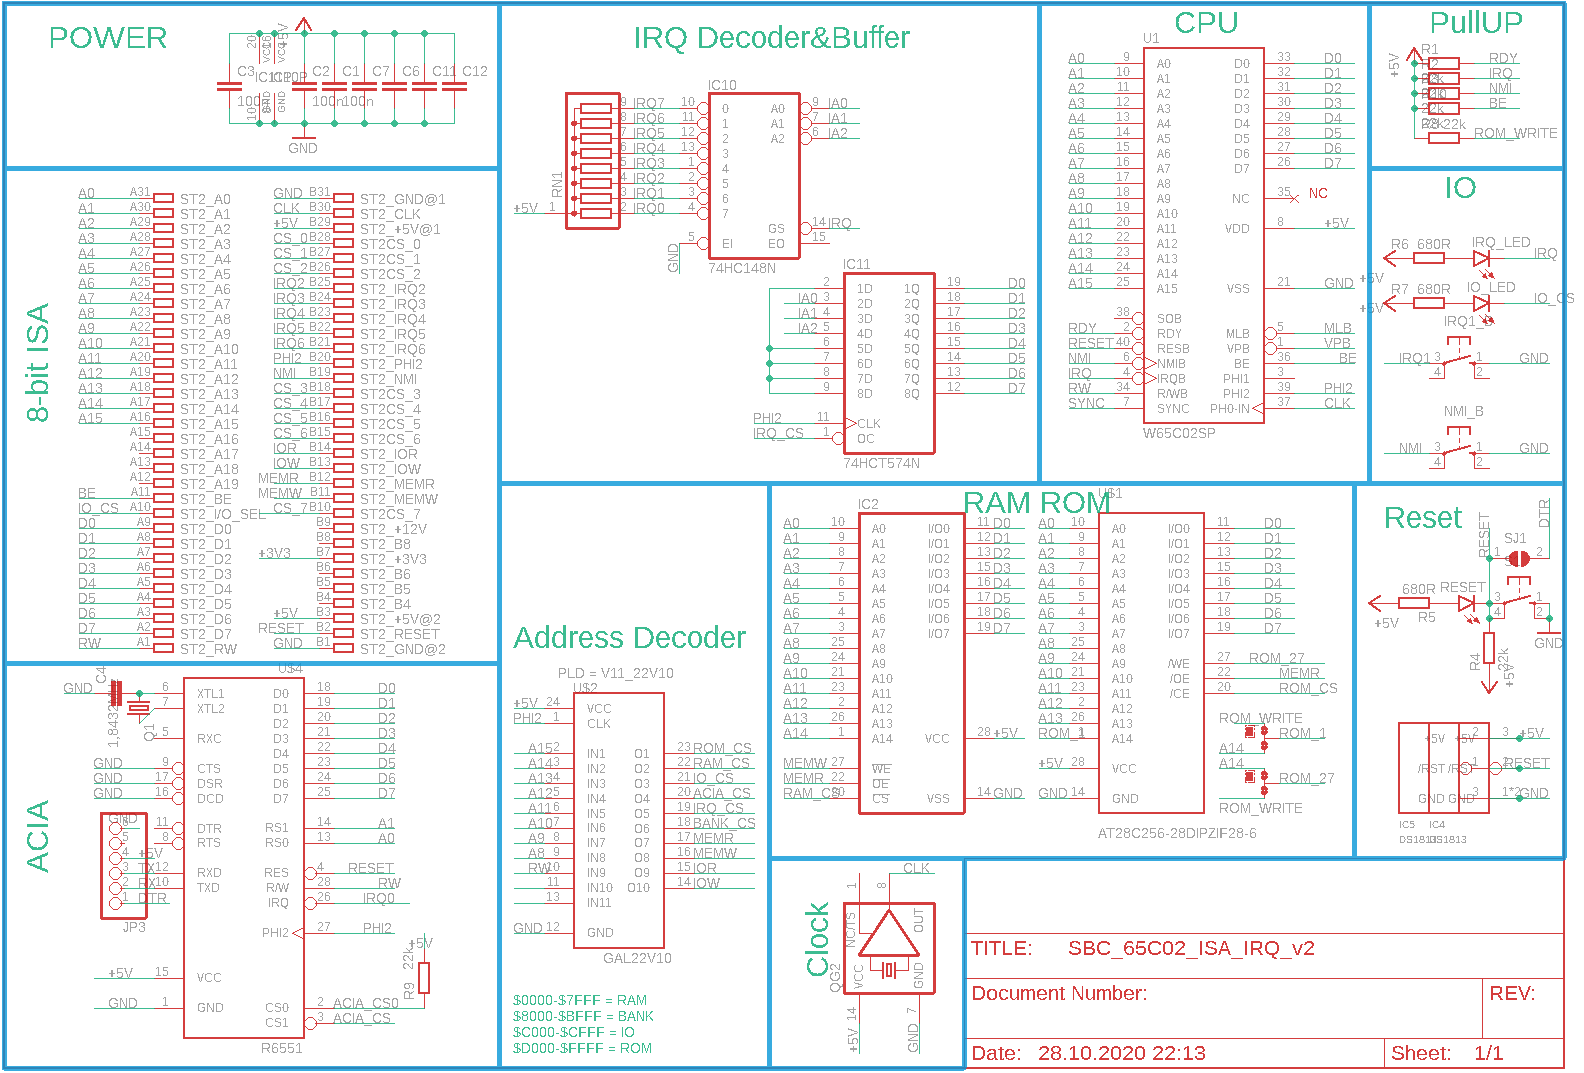 POWER
20
VCC
+5V
C3
C2
C1
C7
C6
C11
C12
100n
100n
10
GND
GND
GND
8-bit ISA
A0 A31 ST2_A0
A1 A30 ST2_A1
A2 A29 ST2_A2
A3 A28 ST2_A3
A4 A27 ST2_A4
A5 A26 ST2_A5
A6 A25 ST2_A6
A7 A24 ST2_A7
A8 A23 ST2_A8
A9 A22 ST2_A9
A10 A21 ST2_A10
A11 A20 ST2_A11
A12 A19 ST2_A12
A13 A18 ST2_A13
A14 A17 ST2_A14
A15 A16 ST2_A15
A15 ST2_A16
A14 ST2_A17
A13 ST2_A18
A12 ST2_A19
BE A11 ST2_BE
IO_CS A10 ST2_I/O_SEL
D0 A9 ST2_D0
D1 A8 ST2_D1
D2 A7 ST2_D2
D3 A6 ST2_D3
D4 A5 ST2_D4
D5 A4 ST2_D5
D6 A3 ST2_D6
D7 A2 ST2_D7
RW A1 ST2_RW
GND B31 ST2_GND@1
CLK B30 ST2_CLK
+5V B29 ST2_+5V@1
CS_0 B28 ST2CS_0
CS_1 B27 ST2CS_1
CS_2 B26 ST2CS_2
IRQ2 B25 ST2_IRQ2
IRQ3 B24 ST2_IRQ3
IRQ4 B23 ST2_IRQ4
IRQ5 B22 ST2_IRQ5
IRQ6 B21 ST2_IRQ6
PHI2 B20 ST2_PHI2
NMI B19 ST2_NMI
CS_3 B18 ST2CS_3
CS_4 B17 ST2CS_4
CS_5 B16 ST2CS_5
CS_6 B15 ST2CS_6
IOR B14 ST2_IOR
IOW B13 ST2_IOW
MEMR B12 ST2_MEMR
MEMW B11 ST2_MEMW
CS_7 B10 ST2CS_7
B9 ST2_+12V
B8 ST2_B8
+3V3 B7 ST2_+3V3
B6 ST2_B6
B5 ST2_B5
B4 ST2_B4
+5V B3 ST2_+5V@2
RESET B2 ST2_RESET
GND B1 ST2_GND@2
ACIA
U$4
C4
GND
Q1
6 XTL1 D0 18 D0
7 XTL2 D1 19 D1
D2 20 D2
5 RXC D3 21 D3
D4 22 D4
GND 9 CTS D5 23 D5
GND 17 DSR D6 24 D6
GND 16 DCD D7 25 D7
11 DTR RS1 14 A1
8 RTS RS0 13 A0
TX 12 RXD RES 4 RESET
RX 10 TXD R/W 28 RW
IRQ 26 IRQ0
PHI2 27 PHI2
+5V 15 VCC
GND 1 GND CS0 2 ACIA_CS0
CS1 3 ACIA_CS
R6551
GND
5
4 +5V
3
2
1 DTR
JP3
+5V
22k
R9
IRQ Decoder&Buffer
IC10
RN1
+5V 1
9 IRQ7 10 0 A0 9 IA0
8 IRQ6 11 1 A1 7 IA1
7 IRQ5 12 2 A2 6 IA2
6 IRQ4 13 3
5 IRQ3 1 4
4 IRQ2 2 5
3 IRQ1 3 6
2 IRQ0 4 7
GS 14 IRQ
GND 5 EI EO 15
74HC148N
IC11
2 1D 1Q 19 D0
IA0 3 2D 2Q 18 D1
IA1 4 3D 3Q 17 D2
IA2 5 4D 4Q 16 D3
6 5D 5Q 15 D4
7 6D 6Q 14 D5
8 7D 7Q 13 D6
9 8D 8Q 12 D7
PHI2 11 CLK
IRQ_CS 1 OC
74HCT574N
CPU
U1
A0 9 A0 D0 33 D0
A1 10 A1 D1 32 D1
A2 11 A2 D2 31 D2
A3 12 A3 D3 30 D3
A4 13 A4 D4 29 D4
A5 14 A5 D5 28 D5
A6 15 A6 D6 27 D6
A7 16 A7 D7 26 D7
A8 17 A8
A9 18 A9 NC 35 NC
A10 19 A10
A11 20 A11 VDD 8 +5V
A12 22 A12
A13 23 A13
A14 24 A14
A15 25 A15 VSS 21 GND
38 SOB
RDY 2 RDY MLB 5 MLB
RESET 40 RESB VPB 1 VPB
NMI 6 NMIB BE 36 BE
IRQ 4 IRQB PHI1 3
RW 34 R/WB PHI2 39 PHI2
SYNC 7 SYNC PH0-IN 37 CLK
W65C02SP
PullUP
+5V
R1
RDY
IRQ
NMI
BE
22k
ROM_WRITE
IO
R6 680R IRQ_LED IRQ
+5V
R7 680R IO_LED IO_CS
+5V
IRQ1_B
IRQ1 3 1 GND
4 2
NMI_B
NMI 3 1 GND
4 2
Address Decoder
PLD = V11_22V10
U$2
+5V 24 VCC
PHI2 1 CLK
A15 2 IN1 O1 23 ROM_CS
A14 3 IN2 O2 22 RAM_CS
A13 4 IN3 O3 21 IO_CS
A12 5 IN4 O4 20 ACIA_CS
A11 6 IN5 O5 19 IRQ_CS
A10 7 IN6 O6 18 BANK_CS
A9 8 IN7 O7 17 MEMR
A8 9 IN8 O8 16 MEMW
RW 10 IN9 O9 15 IOR
11 IN10 O10 14 IOW
13 IN11
GND 12 GND
GAL22V10
$0000-$7FFF = RAM
$8000-$BFFF = BANK
$C000-$CFFF = IO
$D000-$FFFF = ROM
RAM ROM
IC2
A0 10 A0 I/O0 11 D0
A1 9 A1 I/O1 12 D1
A2 8 A2 I/O2 13 D2
A3 7 A3 I/O3 15 D3
A4 6 A4 I/O4 16 D4
A5 5 A5 I/O5 17 D5
A6 4 A6 I/O6 18 D6
A7 3 A7 I/O7 19 D7
A8 25 A8
A9 24 A9
A10 21 A10
A11 23 A11
A12 2 A12
A13 26 A13
A14 1 A14 VCC 28 +5V
MEMW 27 WE
MEMR 22 OE
RAM_CS 20 CS VSS 14 GND
U$1
A0 10 A0 I/O0 11 D0
A1 9 A1 I/O1 12 D1
A2 8 A2 I/O2 13 D2
A3 7 A3 I/O3 15 D3
A4 6 A4 I/O4 16 D4
A5 5 A5 I/O5 17 D5
A6 4 A6 I/O6 18 D6
A7 3 A7 I/O7 19 D7
A8 25 A8
A9 24 A9 /WE 27 ROM_27
A10 21 A10 /OE 22 MEMR
A11 23 A11 /CE 20 ROM_CS
A12 2 A12
A13 26 A13
ROM_1 1 A14
+5V 28 VCC
GND 14 GND
AT28C256-28DIPZIF28-6
ROM_WRITE
ROM_1
A14
A14
ROM_27
ROM_WRITE
Reset
RESET
DTR
SJ1
1 2
680R RESET 3 1
+5V R5 4 2
GND
R4
22k
+5V
+5V +5V 2 3 +5V
/RST /RST 1 1 RESET
GND GND 3 1*2 GND
IC5 IC4
DS1813
Clock
CLK
1 8
NC/TS OUT
QG2
VCC GND
14 7
+5V GND
TITLE: SBC_65C02_ISA_IRQ_v2
Document Number:
REV:
Date: 28.10.2020 22:13
Sheet: 1/1